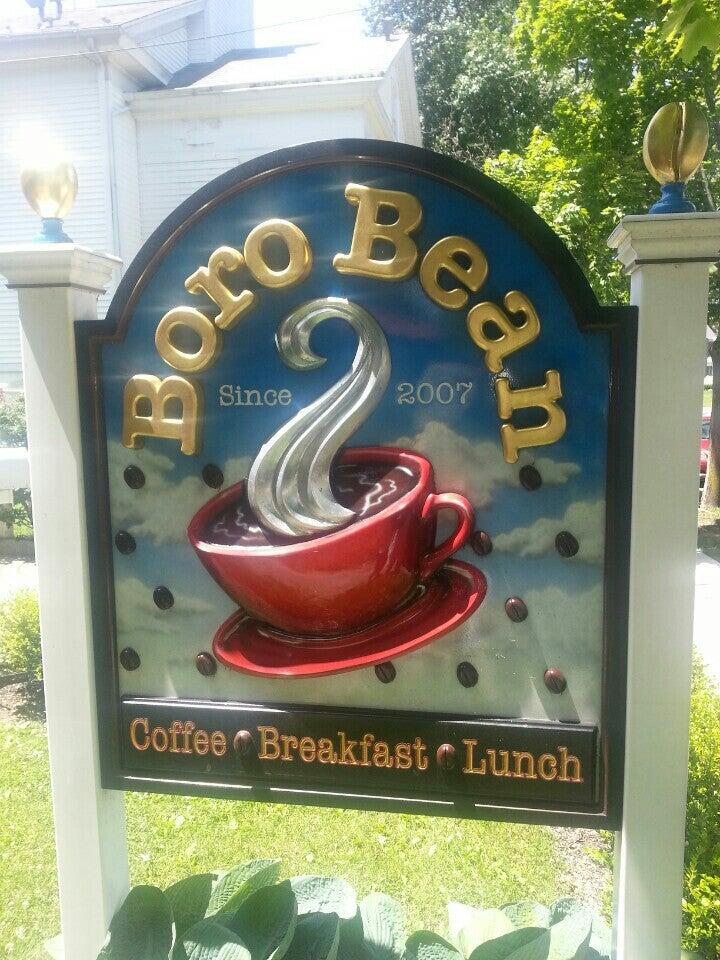 Boro Bean
Since 2007
Coffee Breakfast Lunch